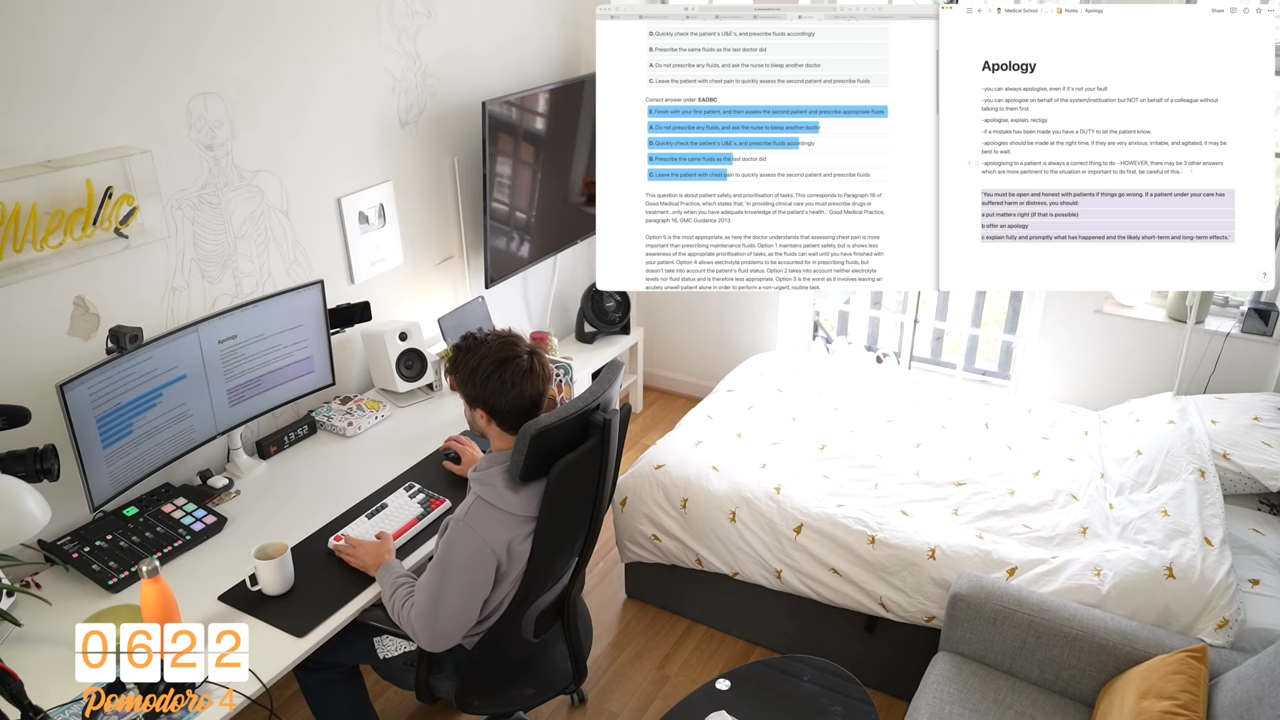 D. Quickly check the patient's U&E's, and prescribe fluids accordingly
B. Prescribe the same fluids as the last doctor did
A. Do not prescribe any fluids, and ask the nurse to bleep another doctor
C. Leave the patient with chest pain to quickly assess the second patient and prescribe fluids
Correct answer order: EADBC
E. Finish with your first patient, and then assess the second patient and prescribe appropriate fluids
A. Do not prescribe any fluids, and ask the nurse to bleep another doctor
D. Quickly check the patient's U&E's, and prescribe fluids accordingly
B. Prescribe the same fluids as the last doctor did
C. Leave the patient with chest pain to quickly assess the second patient and prescribe fluids
This question is about patient safety and prioritisation of tasks. This corresponds to Paragraph 16 of
Good Medical Practice, which states that, 'in providing clinical care you must prescribe drugs or
treatment...only when you have adequate knowledge of the patient's health.' Good Medical Practice,
paragraph 16, GMC Guidance 2013.
Option 5 is the most appropriate, as here the doctor understands that assessing chest pain is more
important than prescribing maintenance fluids. Option 1 maintains patient safety, but is shows less
awareness of the appropriate prioritisation of tasks, as the fluids can wait until you have finished with
your patient. Option 4 allows electrolyte problems to be accounted for in prescribing fluids, but
doesn't take into account the patient's fluid status. Option 2 takes into account neither electrolyte
levels nor fluid status and is therefore less appropriate. Option 3 is the worst as it involves leaving an
acutely unwell patient alone in order to perform a non-urgent, routine task.
Medical School / ... / Notes / Apology
Share
Apology
-you can always apologise, even if it's not your fault
-you can apologise on behalf of the system/instituation but NOT on behalf of a colleague without
talking to them first
-apologise, explain, rectigy
-if a mistake has been made you have a DUTY to let the patient know.
-apologies should be made at the right time, if they are very anxious, irritable, and agitated, it may be
best to wait.
-apologising to a patient is always a correct thing to do - HOWEVER, there may be 3 other answers
which are more pertinent to the situation or important to do first. be careful of this..
'You must be open and honest with patients if things go wrong. If a patient under your care has
suffered harm or distress, you should:
a put matters right (if that is possible)
b offer an apology
c explain fully and promptly what has happened and the likely short-term and long-term effects.'
?
Medic
Apology
13:52
0622
Pomodoro 4